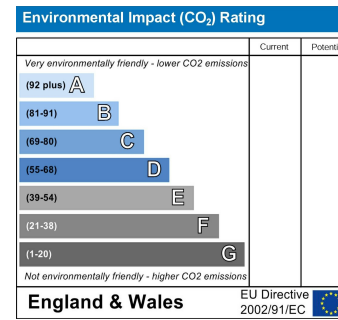 Environmental Impact (CO₂) Rating
Current Potenti
Very environmentally friendly - lower CO2 emissions
(92 plus) A
(81-91) B
(69-80) C
(55-68) D
(39-54) E
(21-38) F
(1-20) G
Not environmentally friendly - higher CO2 emissions
England & Wales
EU Directive
2002/91/EC